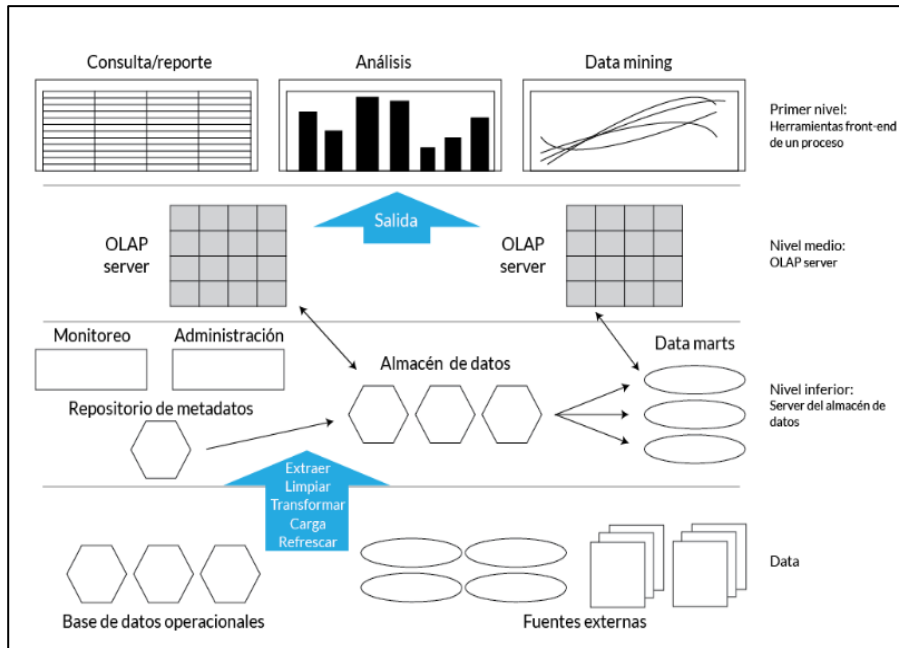 Consulta/reporte
Análisis
Data mining
Primer nivel:
Herramientas front-end
de un proceso
Salida
OLAP
server
OLAP
server
Nivel medio:
OLAP server
Monitoreo
Administración
Almacén de datos
Data marts
Repositorio de metadatos
Nivel inferior:
Server del almacén de
datos
Extraer
Limpiar
Transformar
Carga
Refrescar
Data
Base de datos operacionales
Fuentes externas